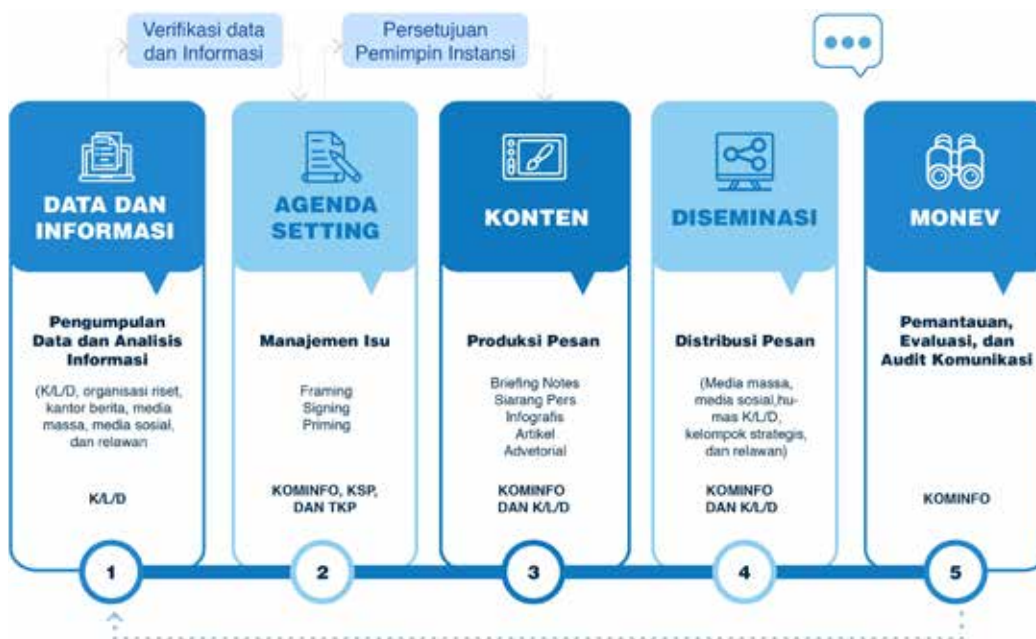 Verifikasi data
dan Informasi
Persetujuan
Pemimpin Instansi
DATA DAN
INFORMASI
Pengumpulan
Data dan Analisis
Informasi
(K/L/D, organisasi riset,
kantor berita, media
massa, media sosial,
dan relawan
K/L/D
1
AGENDA
SETTING
Manajemen Isu
Framing
Signing
Priming
KOMINFO, KSP,
DAN TKP
2
KONTEN
Produksi Pesan
Briefing Notes
Siarang Pers
Infografis
Artikel
Advetorial
KOMINFO
DAN K/L/D
3
DISEMINASI
Distribusi Pesan
(Media massa,
media sosial,hu-
mas K/L/D,
kelompok strategis,
dan relawan)
KOMINFO
DAN K/L/D
4
MONEV
Pemantauan,
Evaluasi, dan
Audit Komunikasi
KOMINFO
5